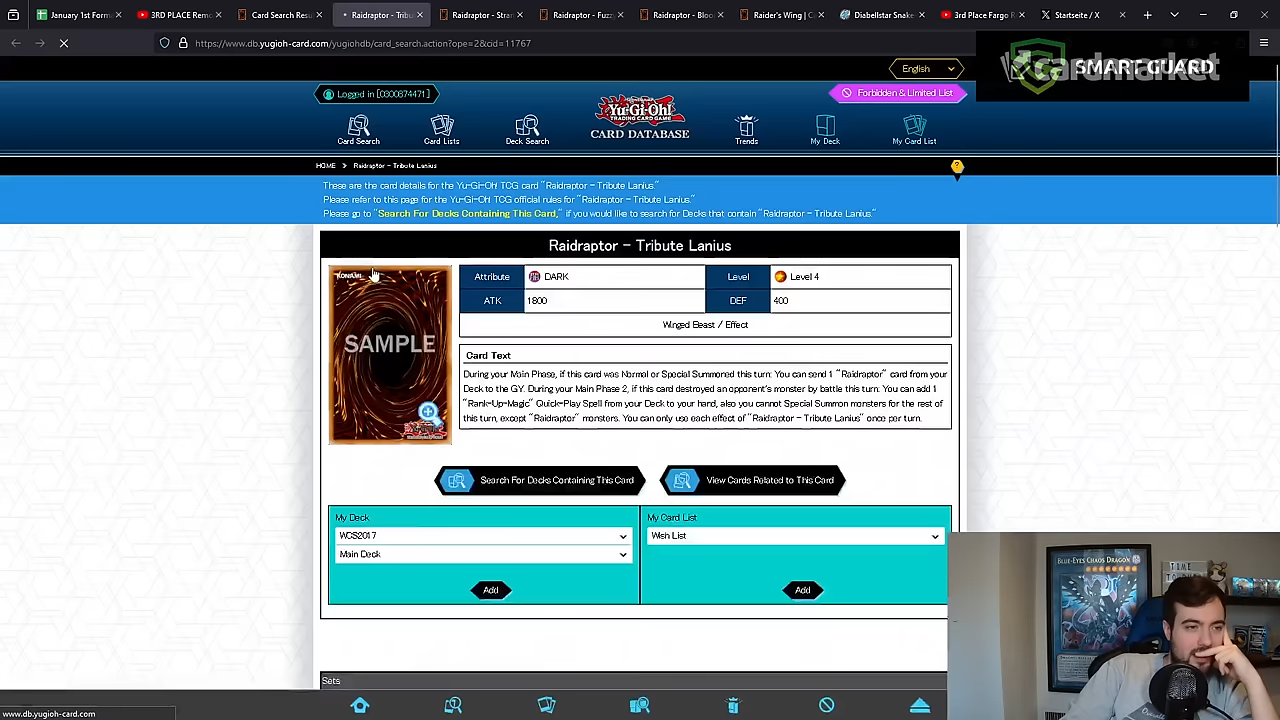 January 1st Forma
3RD PLACE Remo
Card Search Resu
Raidraptor - Tribu
Raidraptor - Stran
Raidraptor - Fuzzy
Raidraptor - Bloo
Raider's Wing | Ca
Diabellstar Snake
3rd Place Fargo R
Startseite / X
https://www.db.yugioh-card.com/yugiohdb/card_search.action?ope=2&cid=11767
English
cardmarket
SMART GUARD
Logged in [0300874471]
Forbidden & Limited List
Card Search
Card Lists
Deck Search
Yu-Gi-Oh!
TRADING CARD GAME
CARD DATABASE
Trends
My Deck
My Card List
HOME > Raidraptor - Tribute Lanius
These are the card details for the Yu-Gi-Oh! TCG card "Raidraptor - Tribute Lanius."
Please refer to this page for the Yu-Gi-Oh! TCG official rules for "Raidraptor - Tribute Lanius."
Please go to "Search For Decks Containing This Card," if you would like to search for Decks that contain "Raidraptor - Tribute Lanius."
Raidraptor - Tribute Lanius
KONAMI
SAMPLE
Attribute DARK Level Level 4
ATK 1800 DEF 400
Winged Beast / Effect
Card Text
During your Main Phase, if this card was Normal or Special Summoned this turn: You can send 1 "Raidraptor" card from your
Deck to the GY. During your Main Phase 2, if this card destroyed an opponent's monster by battle this turn: You can add 1
"Rank-Up-Magic" Quick-Play Spell from your Deck to your hand, also you cannot Special Summon monsters for the rest of
this turn, except "Raidraptor" monsters. You can only use each effect of "Raidraptor - Tribute Lanius" once per turn.
Search For Decks Containing This Card
View Cards Related to This Card
My Deck
WCS2017
Main Deck
Add
My Card List
Wish List
Add
Sets
BLUE-EYES CHAOS DRAGON
www.db.yugioh-card.com